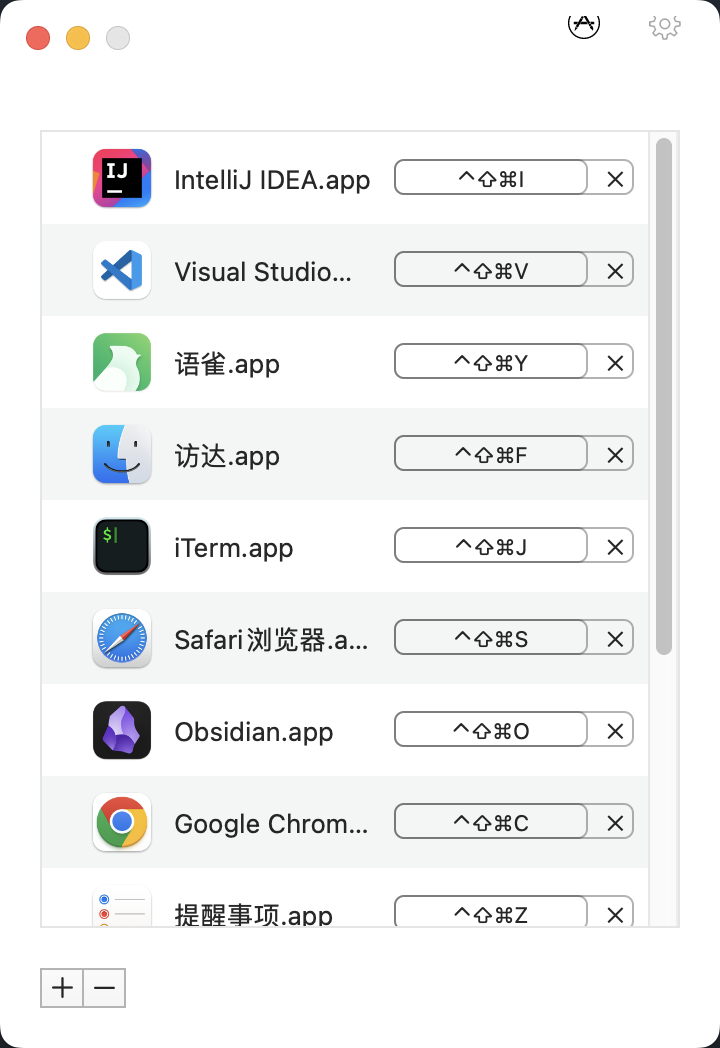 IJ
IntelliJ IDEA.app ^⇧⌘I ×
Visual Studio... ^⇧⌘V ×
语雀.app ^⇧⌘Y ×
访达.app ^⇧⌘F ×
$
iTerm.app ^⇧⌘J ×
Safari浏览器.a... ^⇧⌘S ×
Obsidian.app ^⇧⌘O ×
Google Chrom... ^⇧⌘C ×
提醒事项.app ^⇧⌘Z ×
+ −